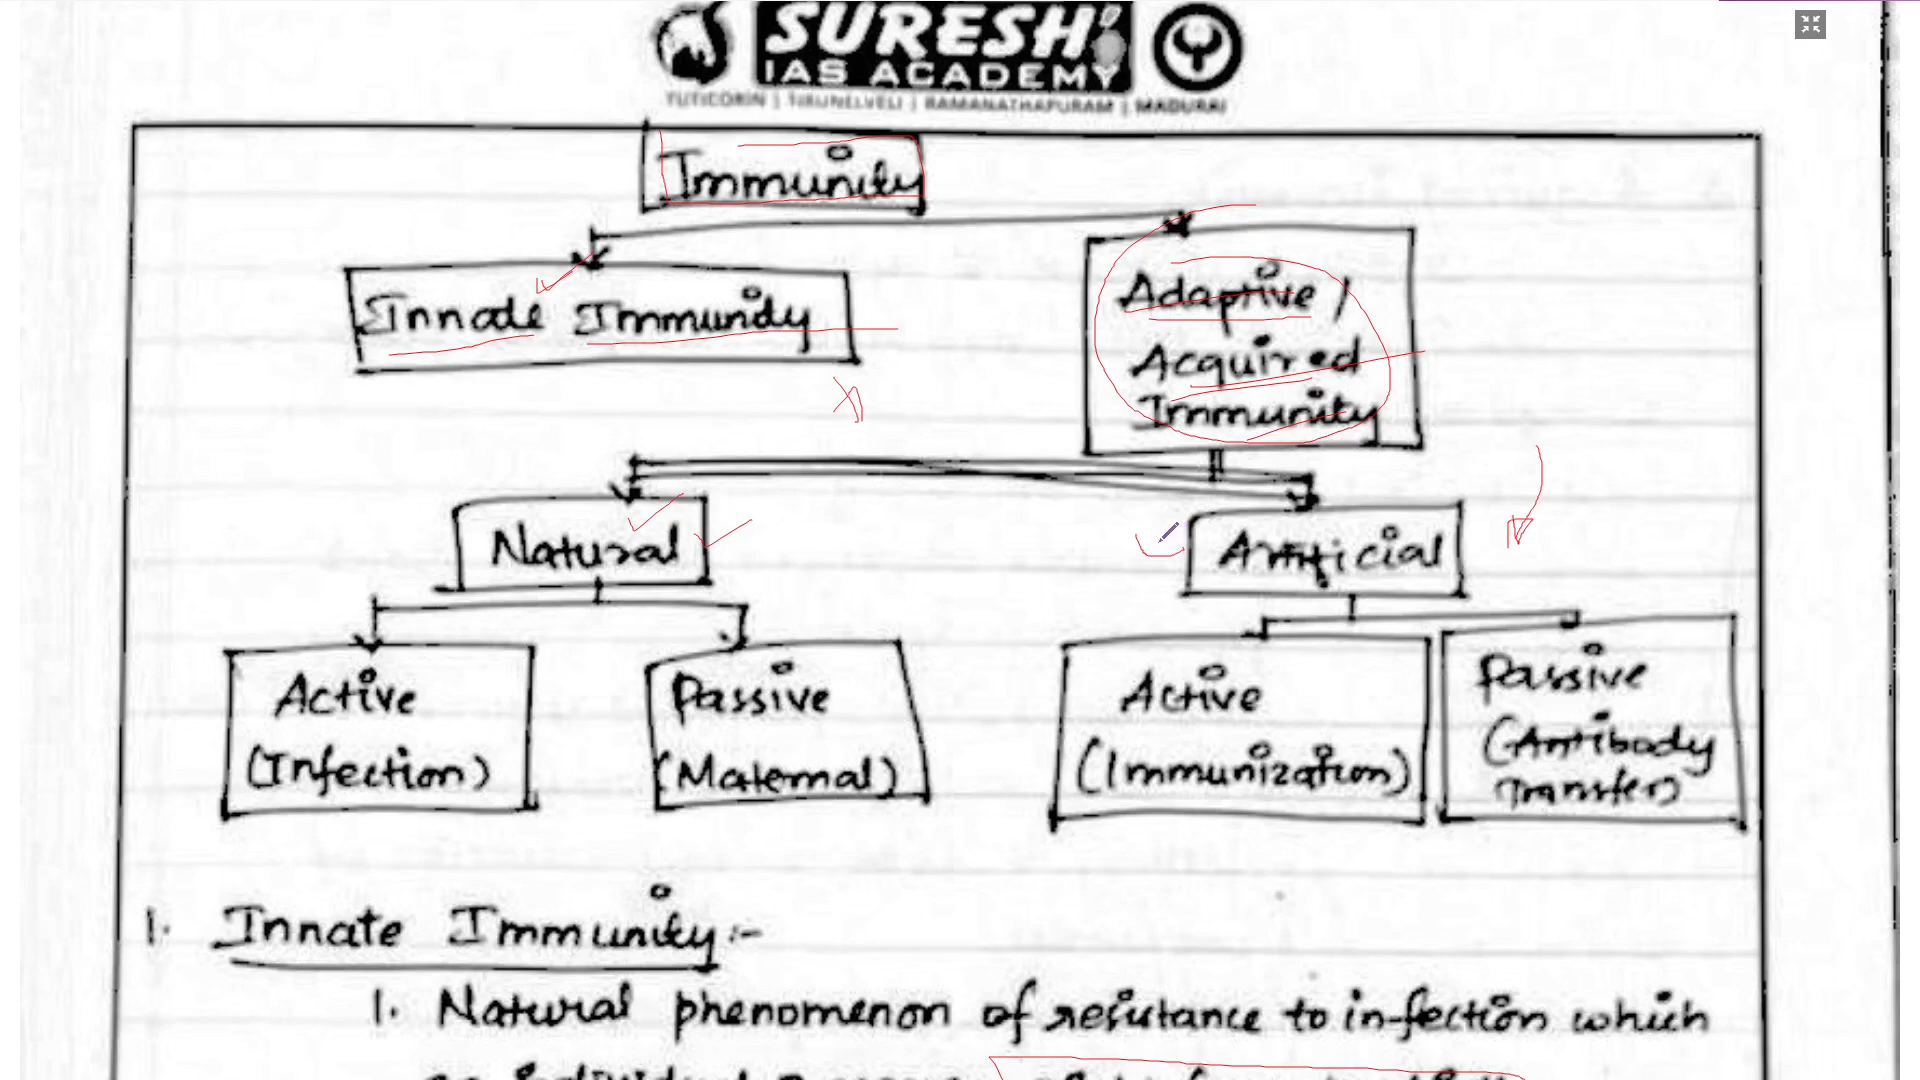 SURESH'
IAS ACADEMY
TUTICORIN | TIRUNELVELI | RAMANATHAPURAM | MADURAI
Immunity
Innate Immunity
Adaptive /
Acquired
Immunity
Natural
Artificial
Active
(Infection)
Passive
(Maternal)
Active
(Immunization)
Passive
(Antibody
Transfer)
1. Innate Immunity :-
1. Natural phenomenon of resistance to infection which
individual